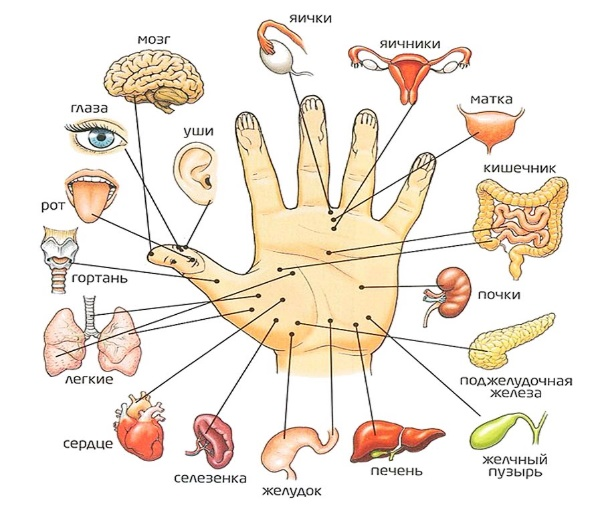 яички
мозг
яичники
глаза
матка
уши
кишечник
рот
гортань
почки
легкие
поджелудочная
железа
сердце
селезенка
желудок
печень
желчный
пузырь